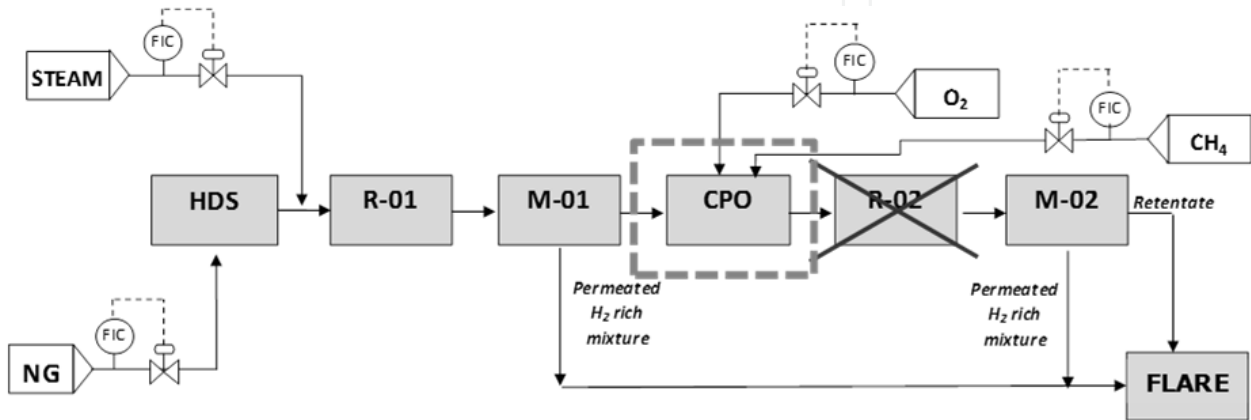 FIC
STEAM
FIC
O₂
FIC
CH₄
HDS
R-01
M-01
CPO
R-02
M-02
Retentate
Permeated
H₂ rich
mixture
Permeated
H₂ rich
mixture
FIC
NG
FLARE